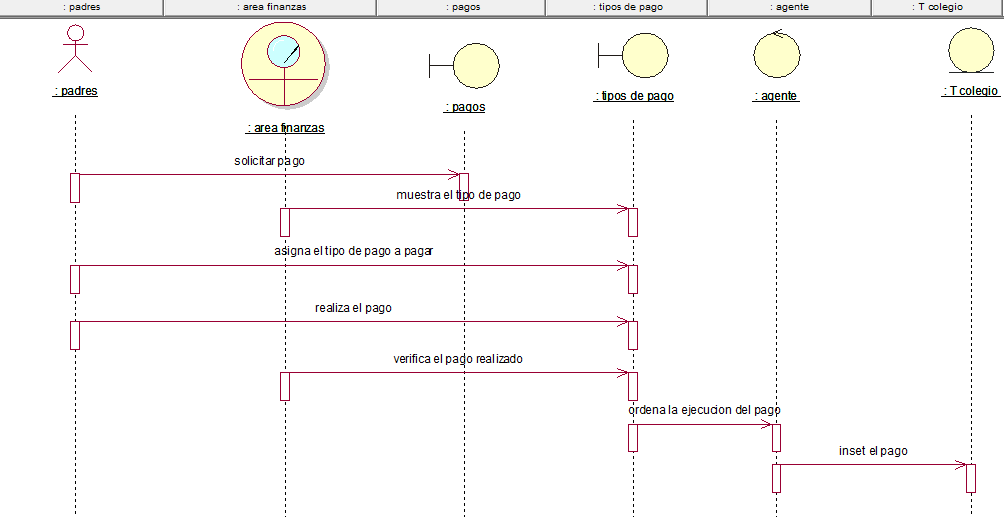 : padres
: area finanzas
: pagos
: tipos de pago
: agente
: T colegio
: padres
: area finanzas
: pagos
: tipos de pago
: agente
: T colegio
solicitar pago
muestra el tipo de pago
asigna el tipo de pago a pagar
realiza el pago
verifica el pago realizado
ordena la ejecucion del pago
inset el pago